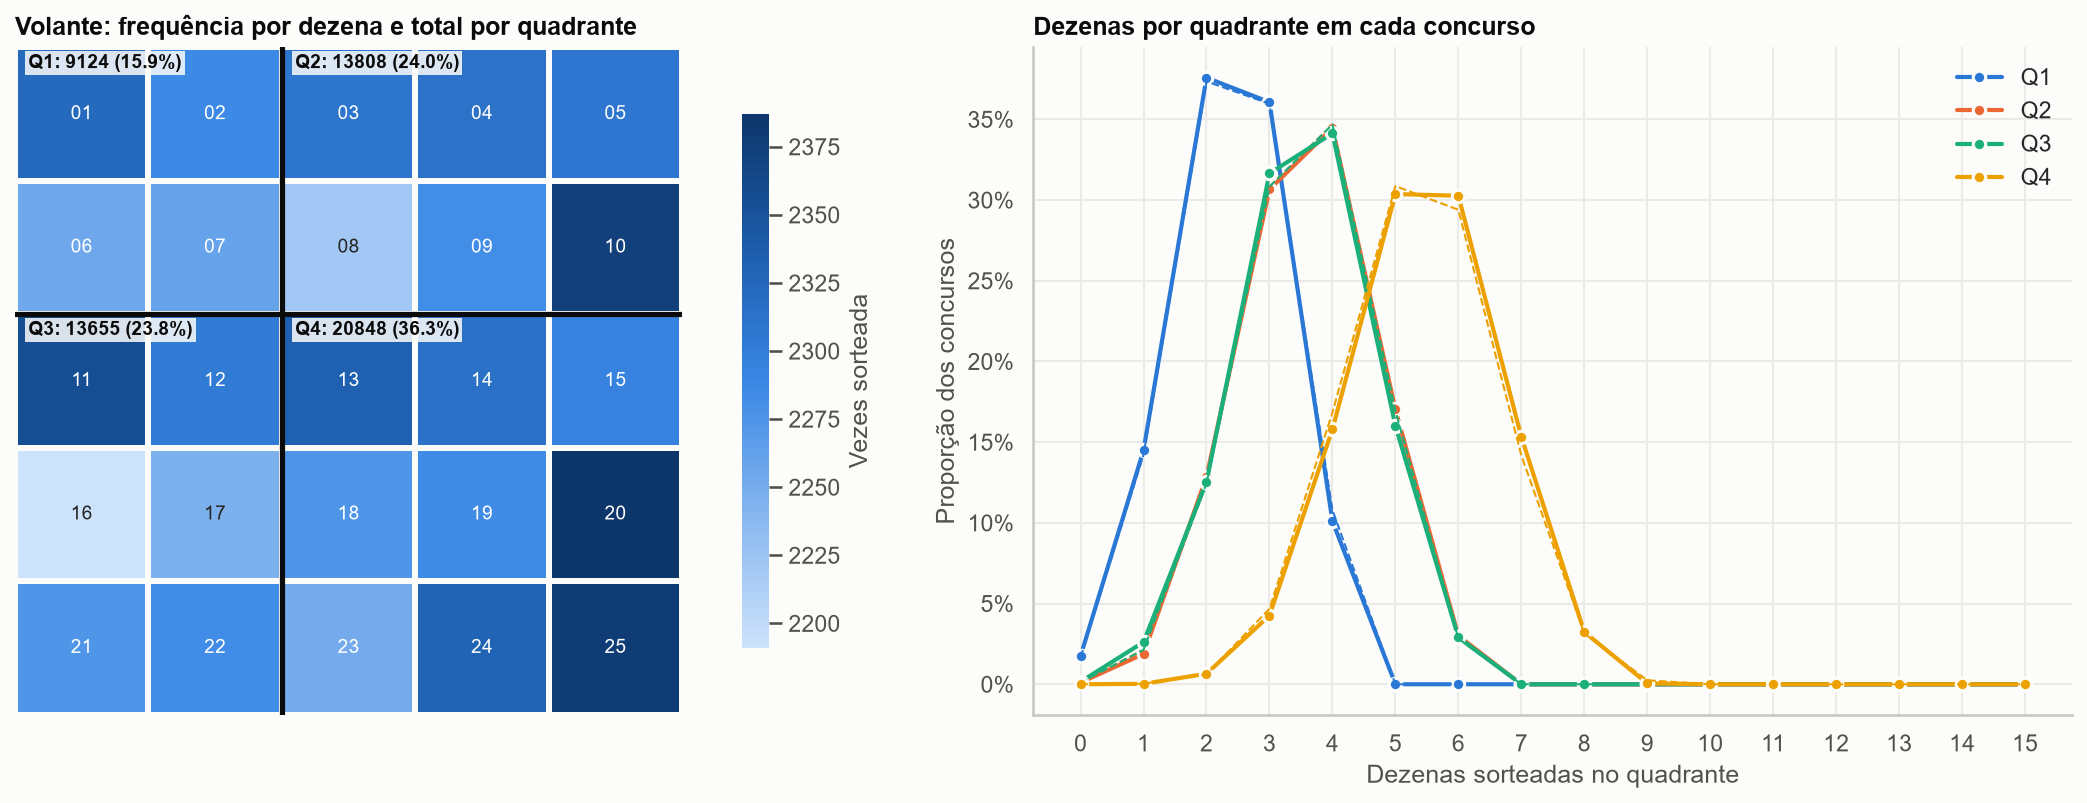 Volante: frequência por dezena e total por quadrante
Q1: 9124 (15.9%) Q2: 13808 (24.0%)
01 02 03 04 05
06 07 08 09 10
Q3: 13655 (23.8%) Q4: 20848 (36.3%)
11 12 13 14 15
16 17 18 19 20
21 22 23 24 25
2375
2350
2325
2300
2275
2250
2225
2200
Vezes sorteada
Dezenas por quadrante em cada concurso
Q1
Q2
Q3
Q4
35%
30%
25%
20%
15%
10%
5%
0%
Proporção dos concursos
0 1 2 3 4 5 6 7 8 9 10 11 12 13 14 15
Dezenas sorteadas no quadrante